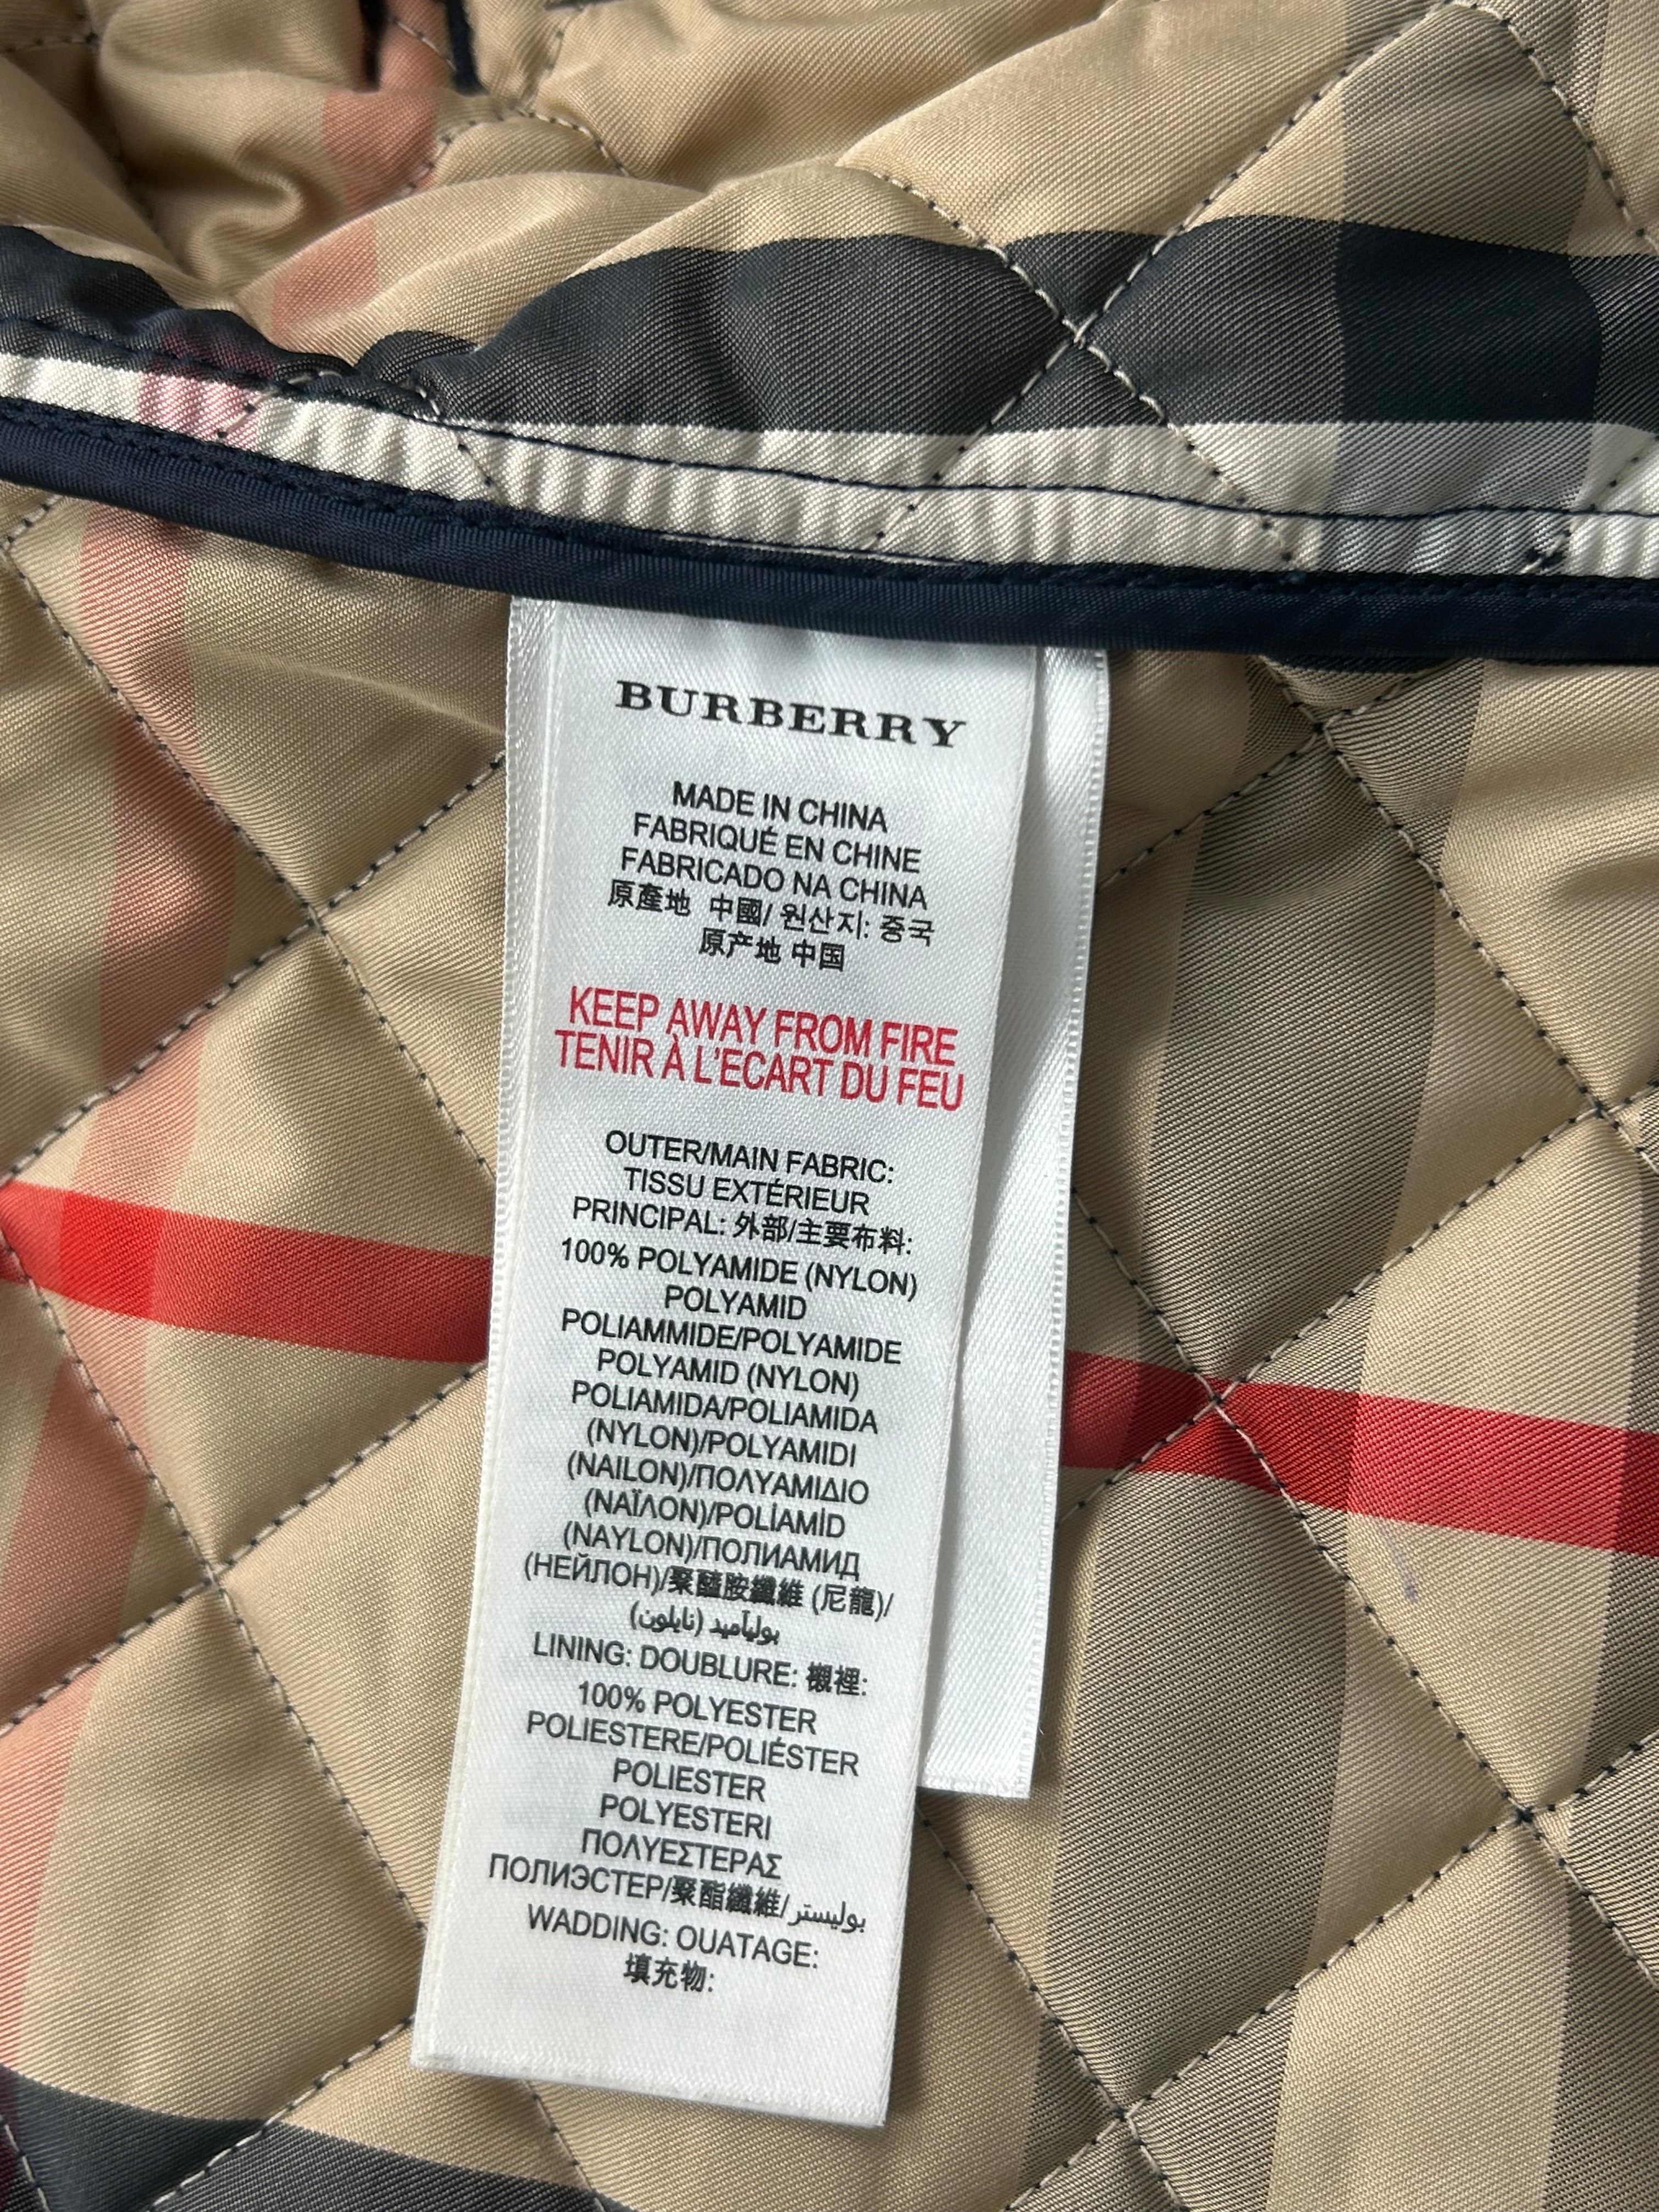 BURBERRY
MADE IN CHINA
FABRIQUÉ EN CHINE
FABRICADO NA CHINA
原產地 中國/ 원산지: 중국
原产地 中国
KEEP AWAY FROM FIRE
TENIR À L'ECART DU FEU
OUTER/MAIN FABRIC:
TISSU EXTÉRIEUR
PRINCIPAL: 外部/主要布料:
100% POLYAMIDE (NYLON)
POLYAMID
POLIAMMIDE/POLYAMIDE
POLYAMID (NYLON)
POLIAMIDA/POLIAMIDA
(NYLON)/POLYAMIDI
(NAILON)/ΠΟΛΥΑΜΙΔΙΟ
(ΝΑΪΛΟΝ)/POLİAMİD
(NAYLON)/ПОЛИАМИД
(НЕЙЛОН)/聚醯胺纖維 (尼龍)/
بوليآميد (نايلون)
LINING: DOUBLURE: 襯裡:
100% POLYESTER
POLIESTERE/POLIÉSTER
POLIESTER
POLYESTERI
ΠΟΛΥΕΣΤΕΡΑΣ
ПОЛИЭСТЕР/聚酯纖維/بوليستر
WADDING: OUATAGE:
填充物: